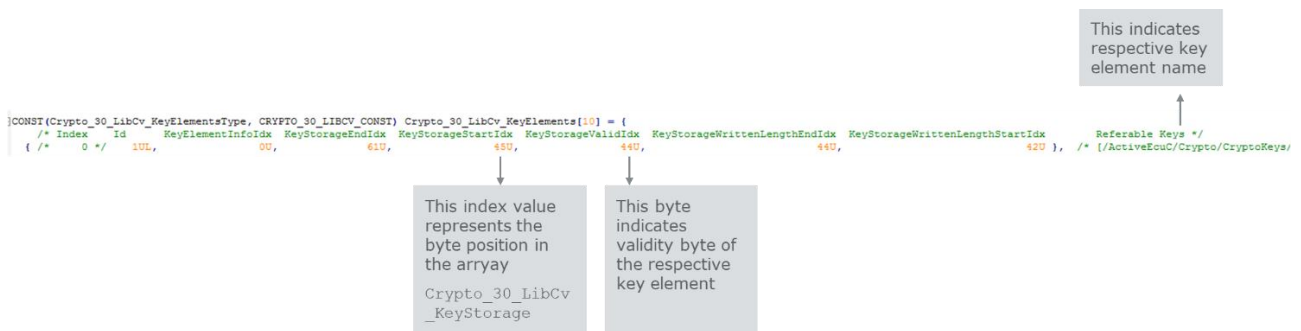 This indicates
respective key
element name
CONST(Crypto_30_LibCv_KeyElementsType, CRYPTO_30_LIBCV_CONST) Crypto_30_LibCv_KeyElements[10] = {
/* Index Id KeyElementInfoIdx KeyStorageEndIdx KeyStorageStartIdx KeyStorageValidIdx KeyStorageWrittenLengthEndIdx KeyStorageWrittenLengthStartIdx Referable Keys */
{ /* 0 */ 1UL, 0U, 61U, 45U, 44U, 44U, 42U }, /* [/ActiveEcuC/Crypto/CryptoKeys/
This index value
represents the
byte position in
the arryay
Crypto_30_LibCv
_KeyStorage
This byte
indicates
validity byte of
the respective
key element